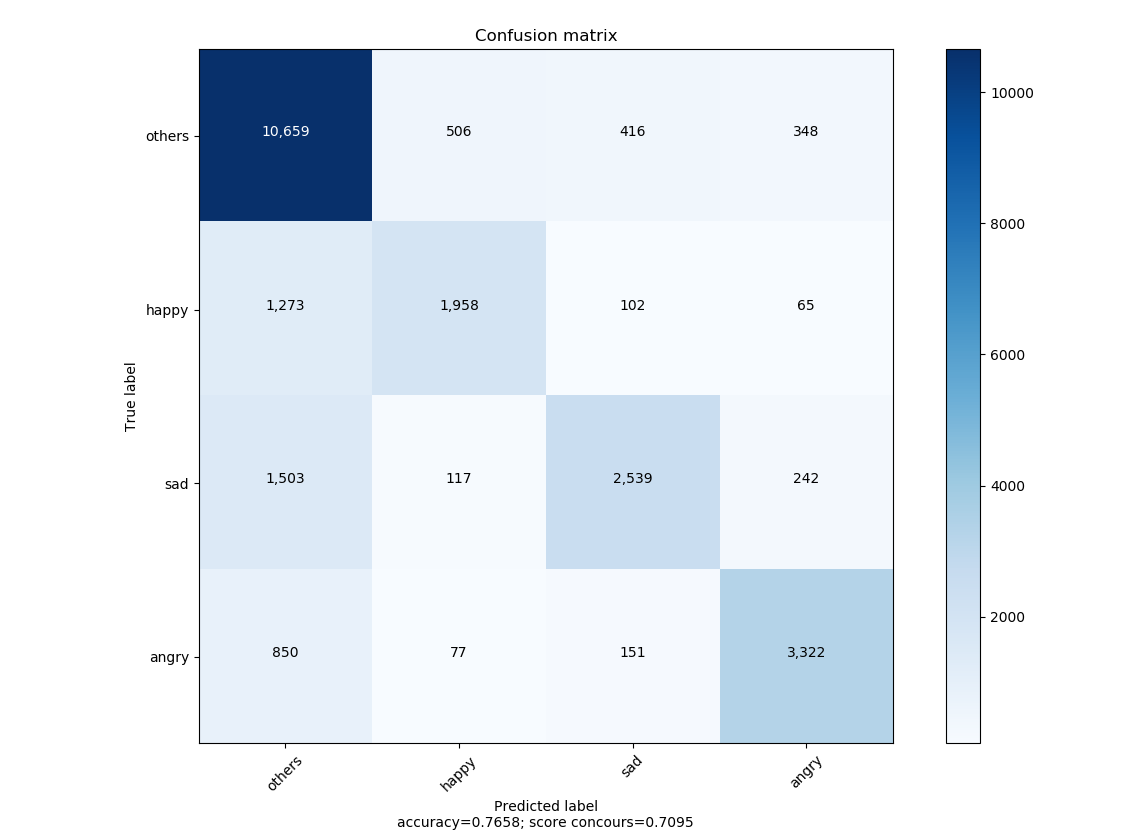 Confusion matrix
others 10,659 506 416 348
happy 1,273 1,958 102 65
sad 1,503 117 2,539 242
angry 850 77 151 3,322
others happy sad angry
True label
Predicted label
accuracy=0.7658; score concours=0.7095
10000
8000
6000
4000
2000